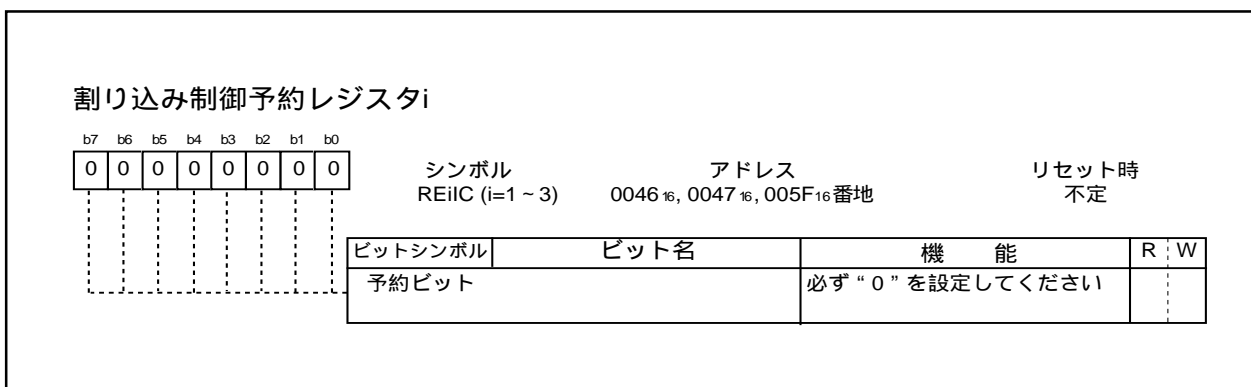 割り込み制御予約レジスタi
b7 b6 b5 b4 b3 b2 b1 b0
0 0 0 0 0 0 0 0
シンボル アドレス リセット時
REiIC (i=1 ~ 3) 0046 16, 0047 16, 005F16番地 不定
ビットシンボル ビット名 機 能 R W
予約ビット 必ず“0”を設定してください